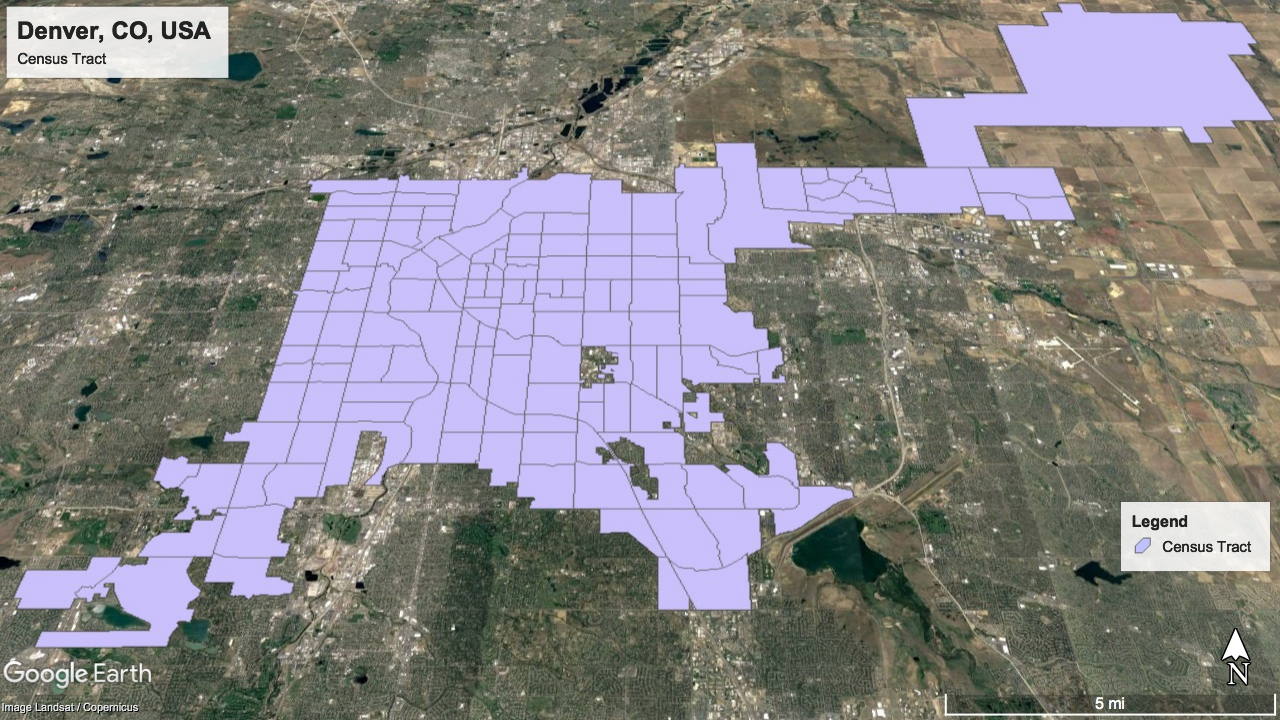 Denver, CO, USA
Census Tract
Legend
Census Tract
N
Google Earth
5 mi
Image Landsat / Copernicus